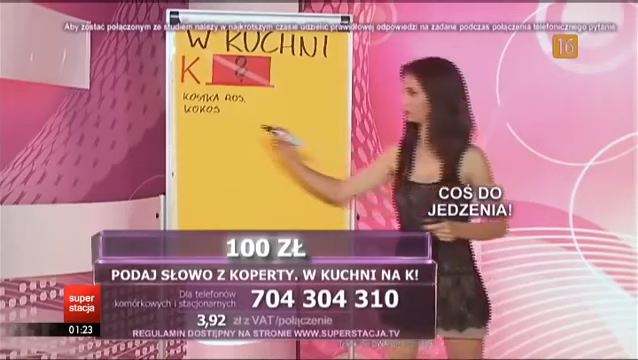 Aby zostać połączonym ze studiem należy w najkrótszym czasie udzielić prawidłowej odpowiedzi na zadane podczas połączenia telefonicznego pytanie.
16
W KUCHNI
K ?
KOSTKA ROS.
KOKOS
COŚ DO
JEDZENIA!
100 ZŁ
PODAJ SŁOWO Z KOPERTY. W KUCHNI NA K!
Dla telefonów
komórkowych i stacjonarnych
704 304 310
3,92 zł z VAT/połączenie
REGULAMIN DOSTĘPNY NA STRONIE WWW.SUPERSTACJA.TV
super
stacja
01:23